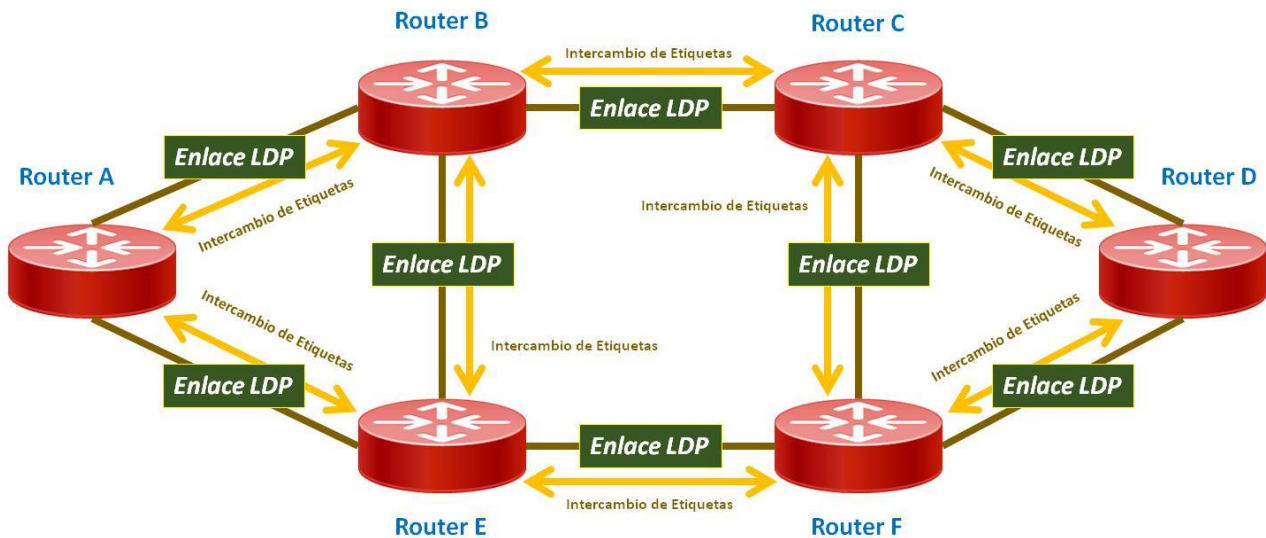 Router B
Router C
Intercambio de Etiquetas
Enlace LDP
Enlace LDP
Enlace LDP
Router A
Router D
Intercambio de Etiquetas
Intercambio de Etiquetas
Intercambio de Etiquetas
Enlace LDP
Enlace LDP
Intercambio de Etiquetas
Intercambio de Etiquetas
Intercambio de Etiquetas
Enlace LDP
Enlace LDP
Enlace LDP
Intercambio de Etiquetas
Router E
Router F